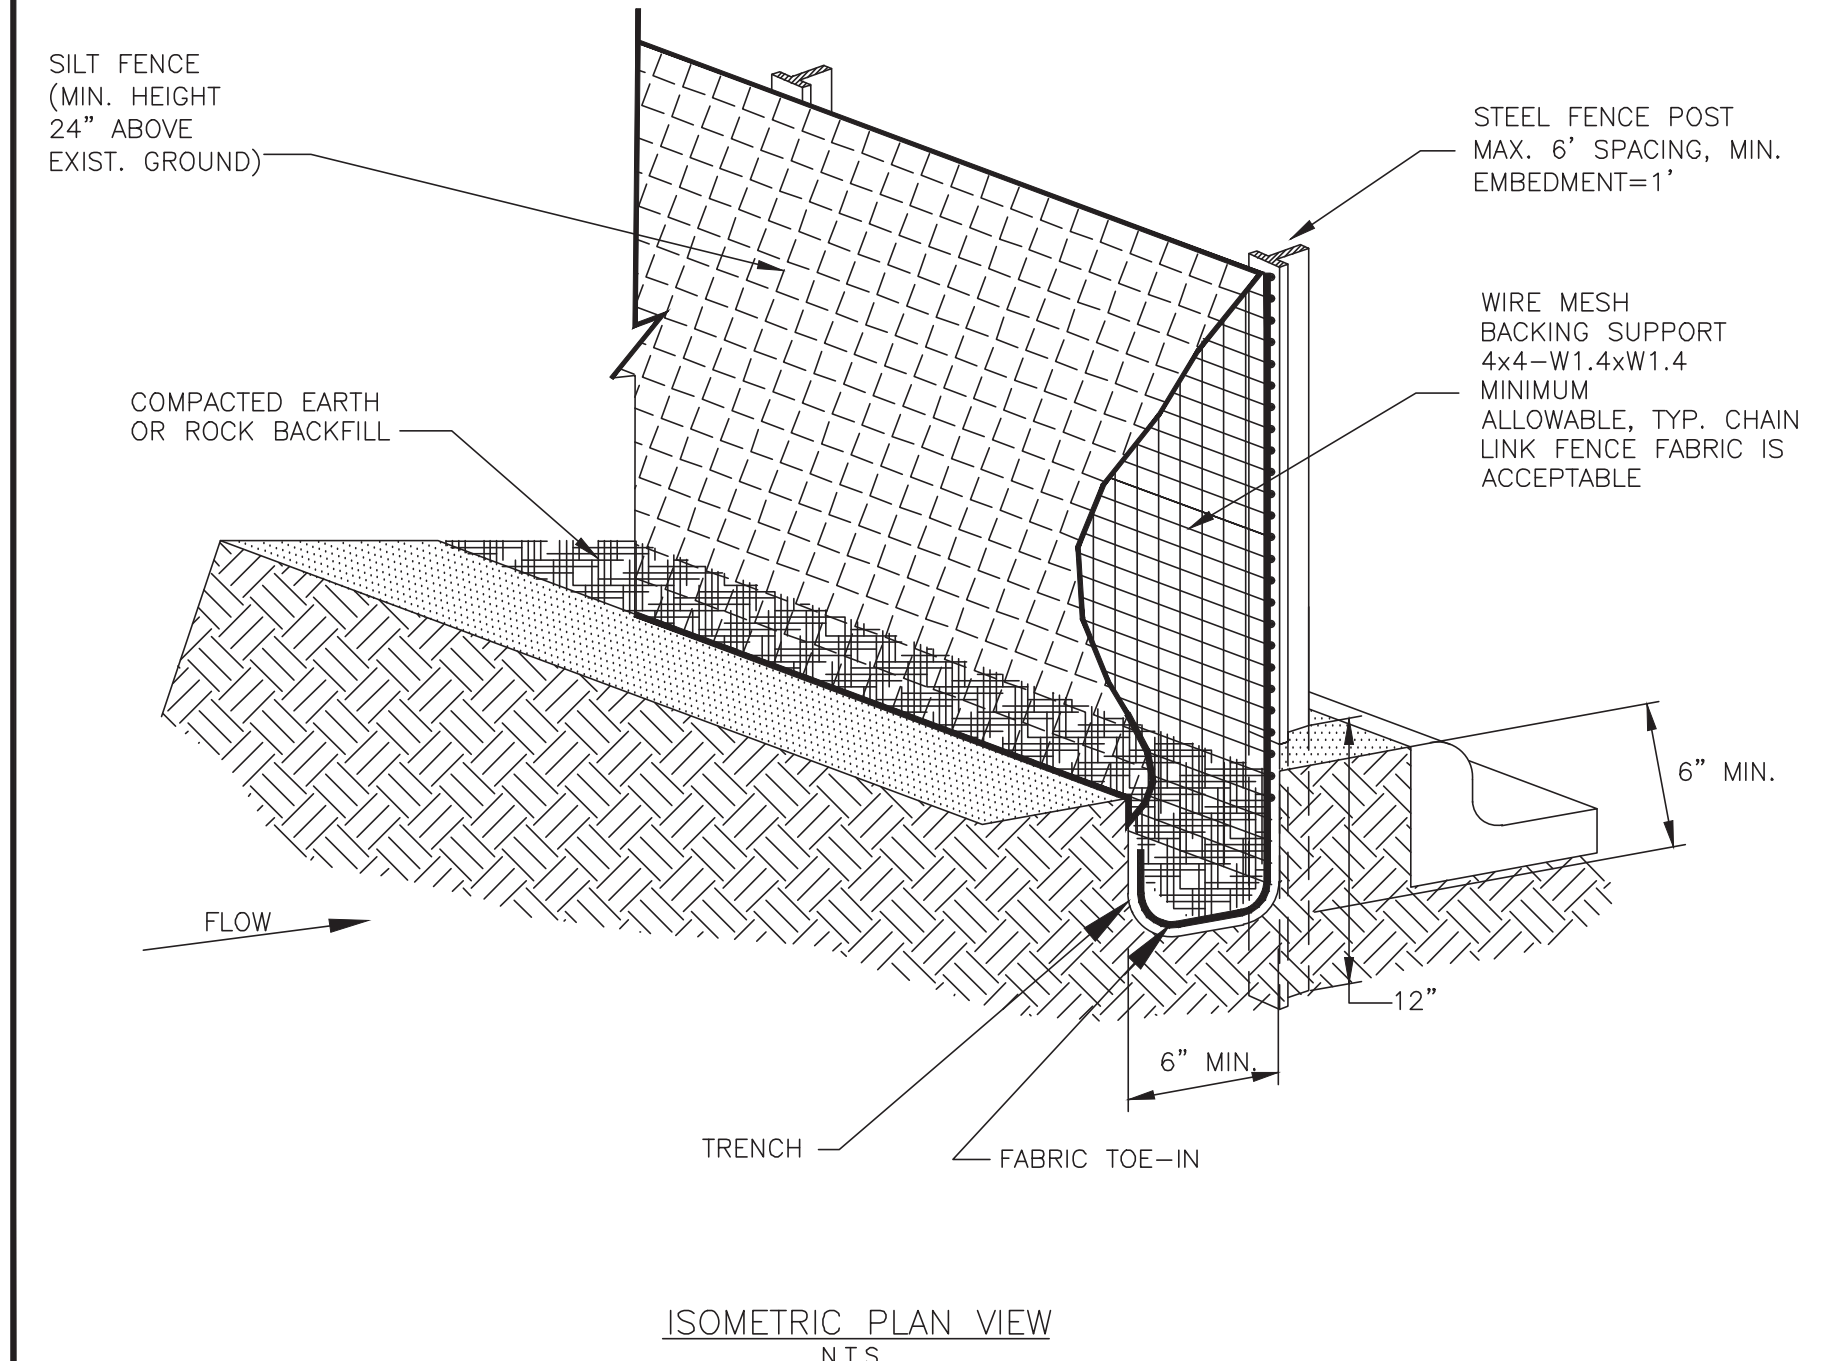 SILT FENCE
(MIN. HEIGHT
24" ABOVE
EXIST. GROUND)
STEEL FENCE POST
MAX. 6' SPACING, MIN.
EMBEDMENT=1'
WIRE MESH
BACKING SUPPORT
4x4-W1.4xW1.4
MINIMUM
ALLOWABLE, TYP. CHAIN
LINK FENCE FABRIC IS
ACCEPTABLE
COMPACTED EARTH
OR ROCK BACKFILL
6" MIN.
FLOW
12"
6" MIN.
TRENCH
FABRIC TOE-IN
ISOMETRIC PLAN VIEW
N.T.S.